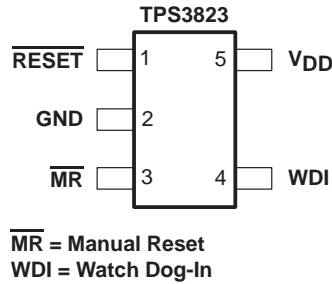 TPS3823
RESET 1 5 VDD
GND 2
MR 3 4 WDI
MR = Manual Reset
WDI = Watch Dog-In